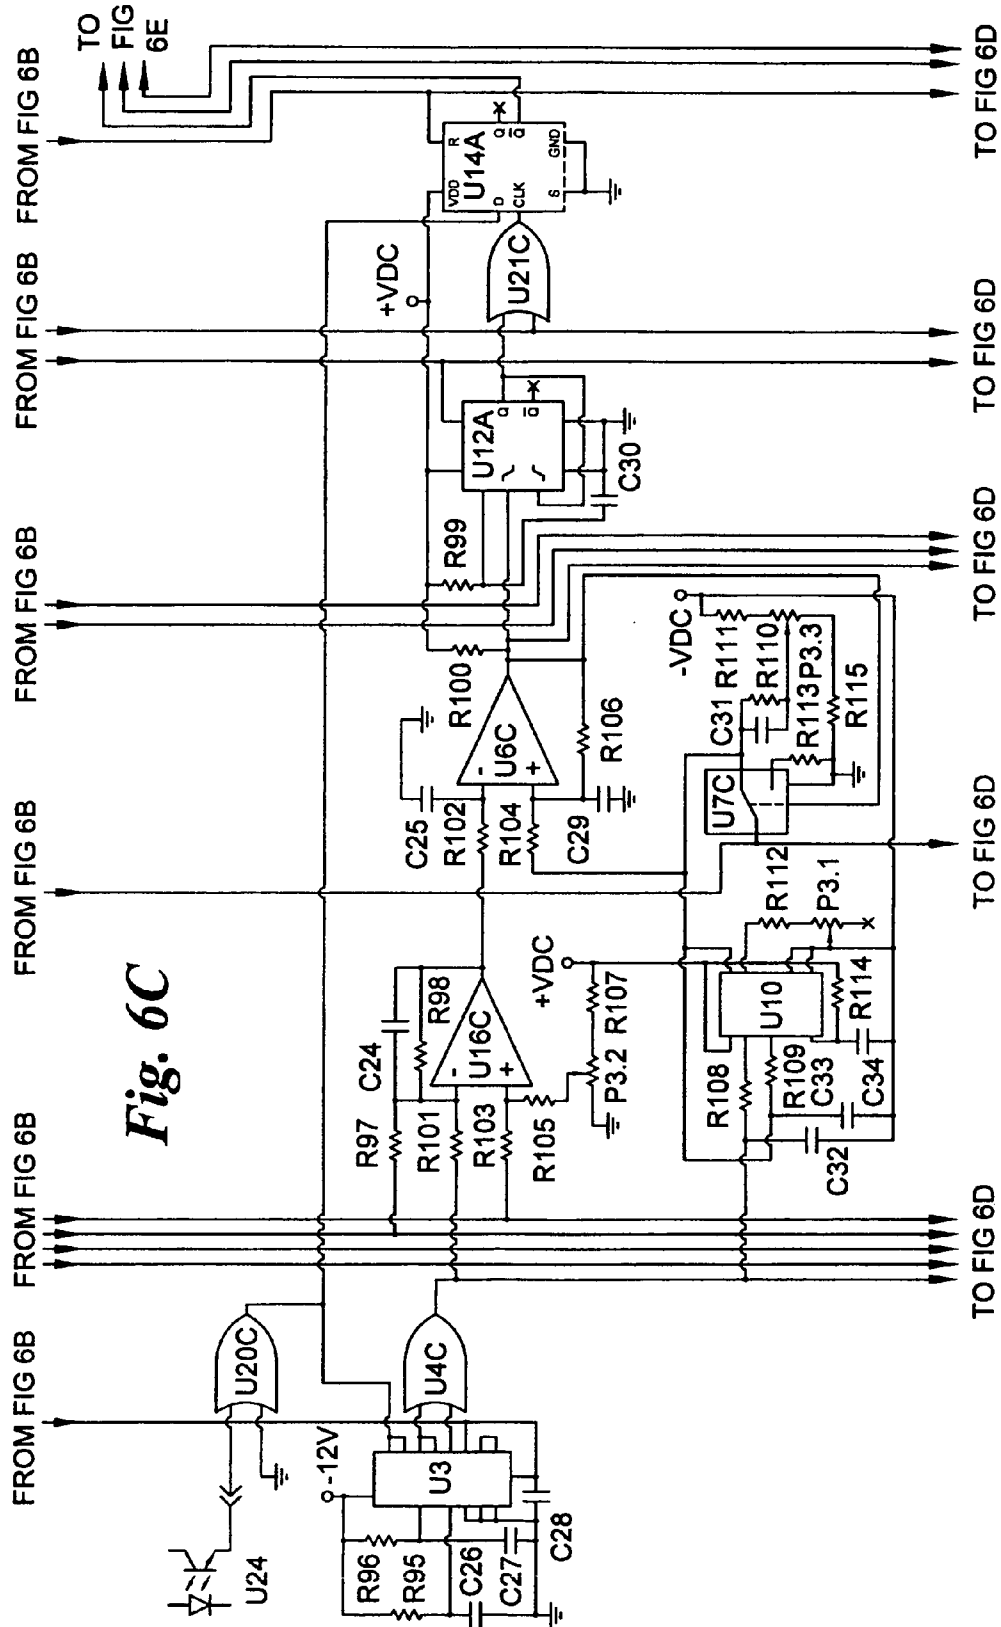 Fig. 6C
FROM FIG 6B
FROM FIG 6B
FROM FIG 6B
FROM FIG 6B
FROM FIG 6B
FROM FIG 6B
TO
FIG
6E
U24
U20C
-12V
U3
U4C
R96
R95
C26
C27
C28
R97
C24
R98
R101
R103
R105
-
+
U16C
+VDC
R107
P3.2
C25
R102
R104
C29
-
+
U6C
R100
R106
R99
U12A
Q
Q
C30
+VDC
U21C
VDD
R
U14A
D
CLK
Q
Q
S
GND
R108
R109
U10
C32
C33
C34
R114
R112
P3.1
U7C
C31
R110
R111
-VDC
P3.3
R113
R115
TO FIG 6D
TO FIG 6D
TO FIG 6D
TO FIG 6D
TO FIG 6D